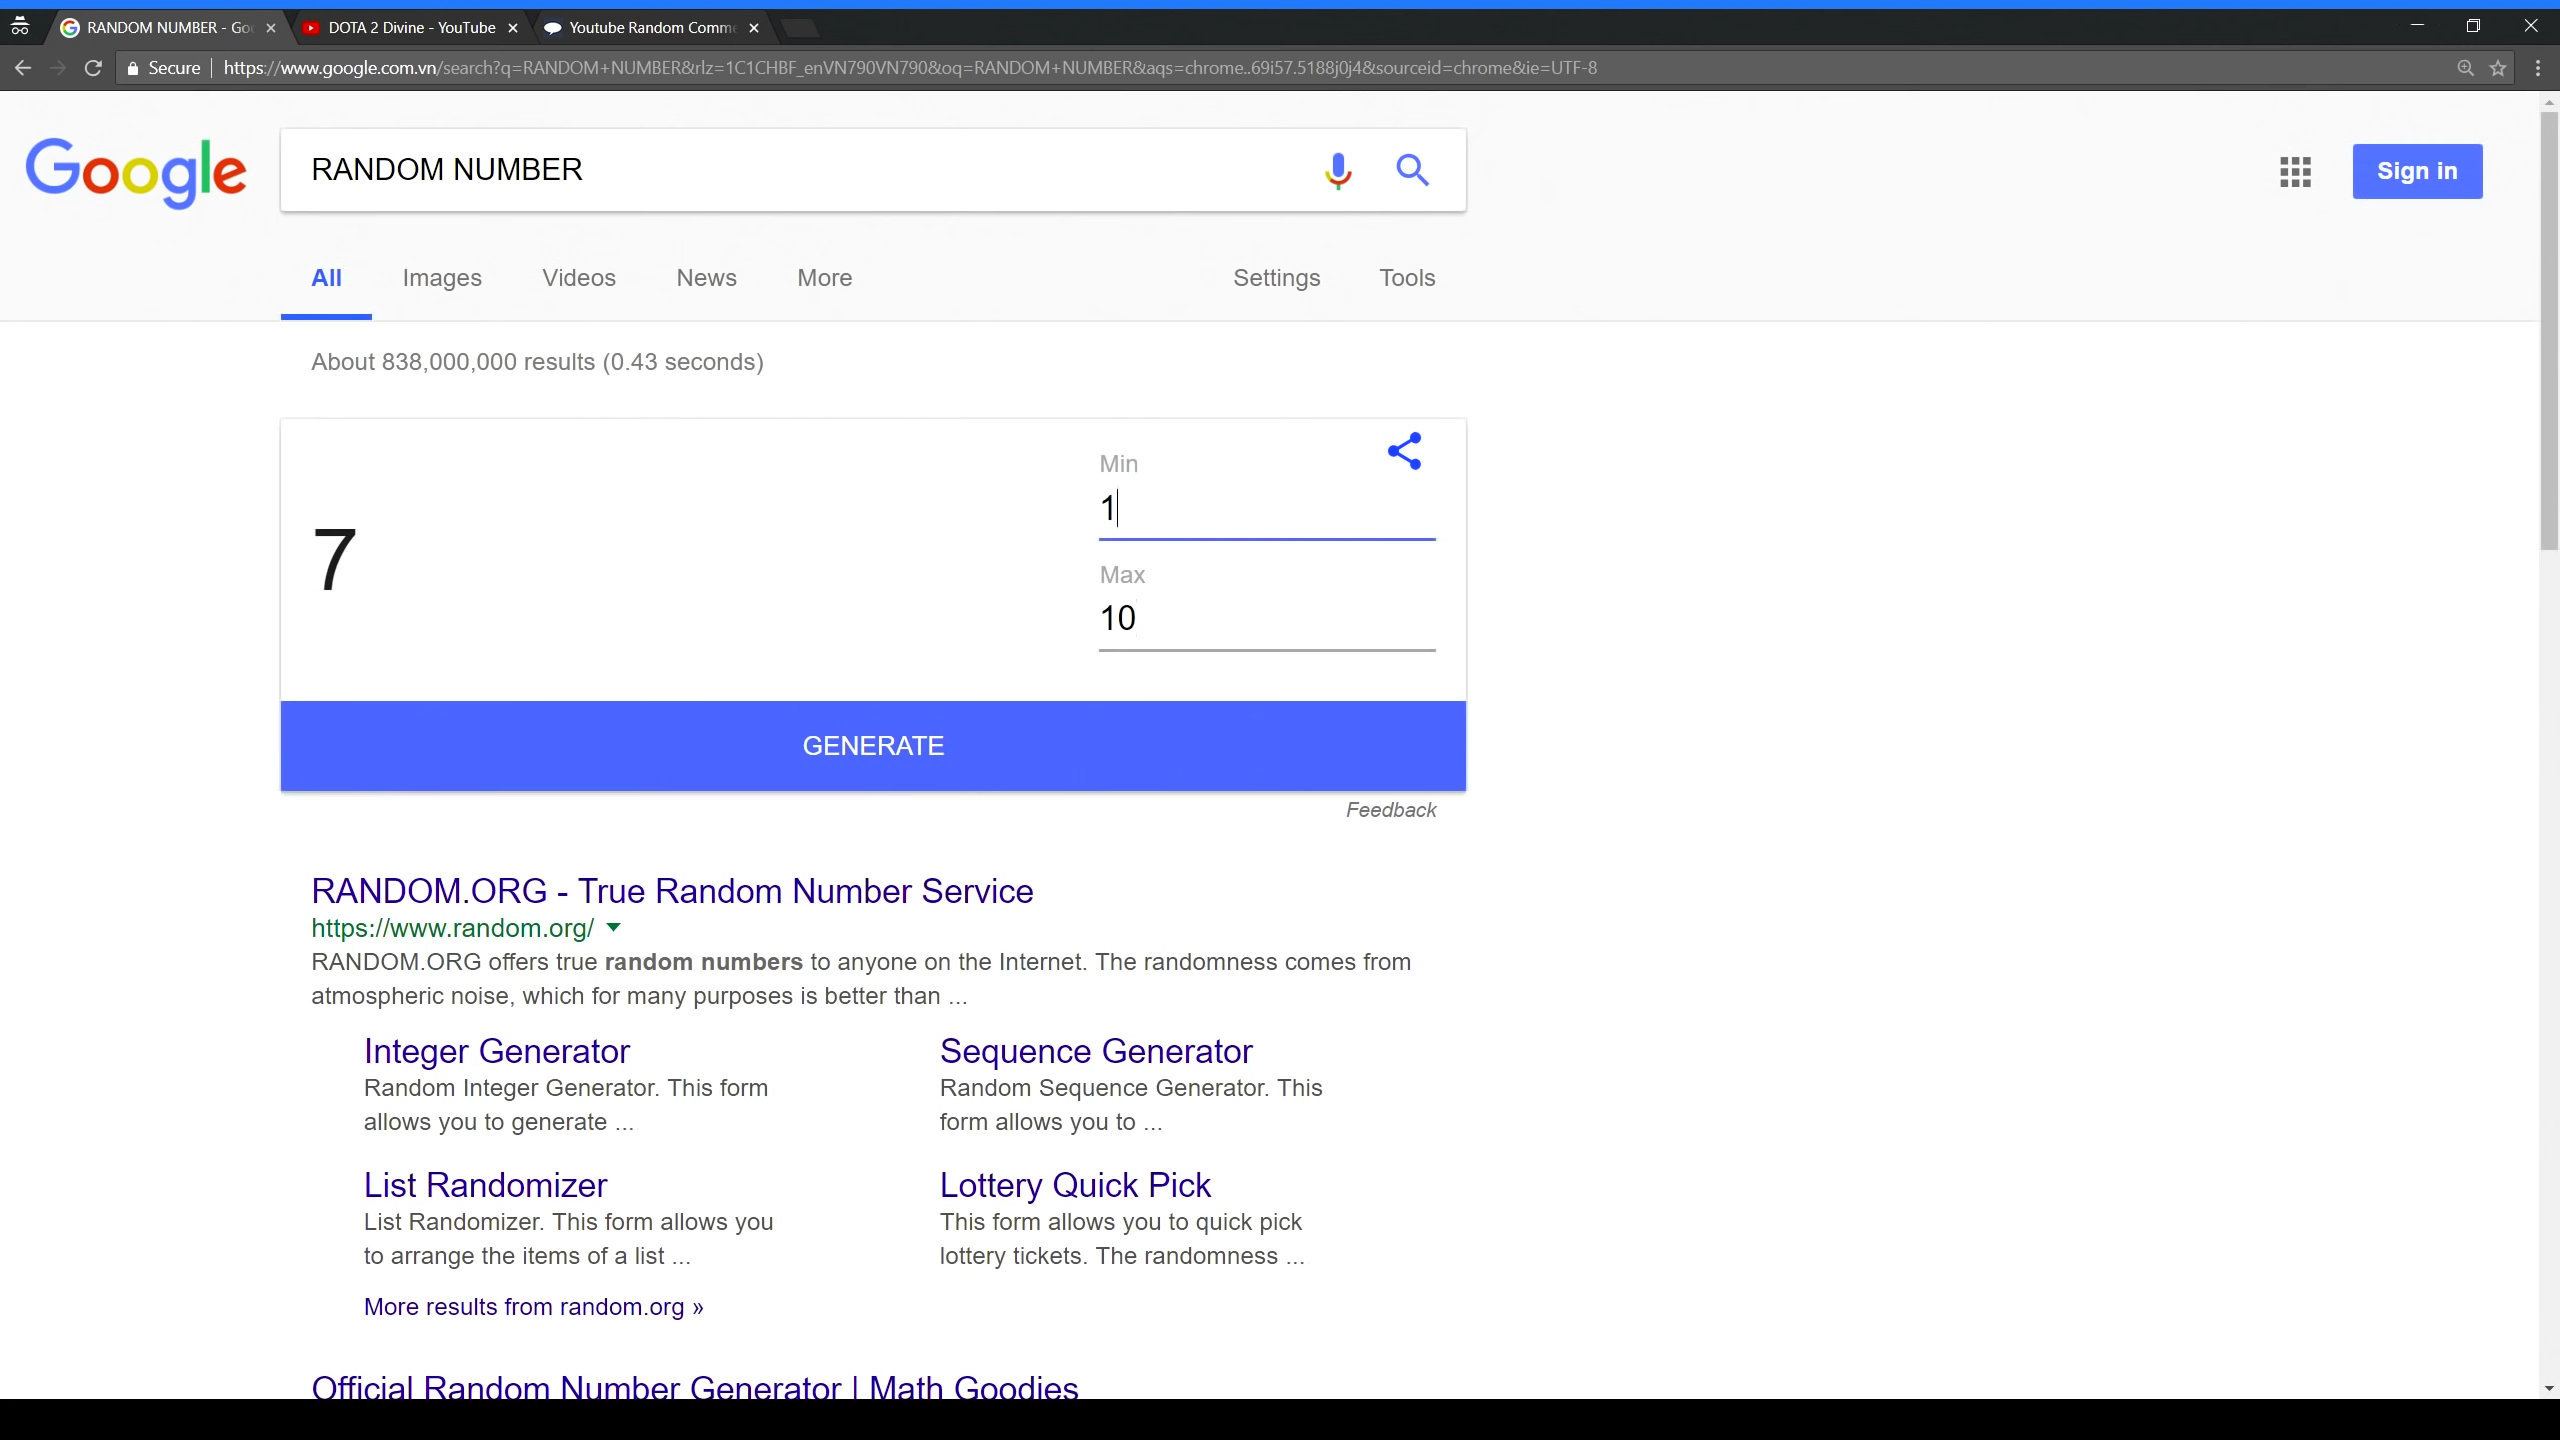 RANDOM NUMBER - Goo
DOTA 2 Divine - YouTube
Youtube Random Comme
Secure
https://www.google.com.vn/search?q=RANDOM+NUMBER&rlz=1C1CHBF_enVN790VN790&oq=RANDOM+NUMBER&aqs=chrome..69i57.5188j0j4&sourceid=chrome&ie=UTF-8
Google
RANDOM NUMBER
Sign in
All Images Videos News More Settings Tools
About 838,000,000 results (0.43 seconds)
Min
1
7
Max
10
GENERATE
Feedback
RANDOM.ORG - True Random Number Service
https://www.random.org/
RANDOM.ORG offers true random numbers to anyone on the Internet. The randomness comes from
atmospheric noise, which for many purposes is better than ...
Integer Generator
Random Integer Generator. This form
allows you to generate ...
Sequence Generator
Random Sequence Generator. This
form allows you to ...
List Randomizer
List Randomizer. This form allows you
to arrange the items of a list ...
Lottery Quick Pick
This form allows you to quick pick
lottery tickets. The randomness ...
More results from random.org »
Official Random Number Generator | Math Goodies